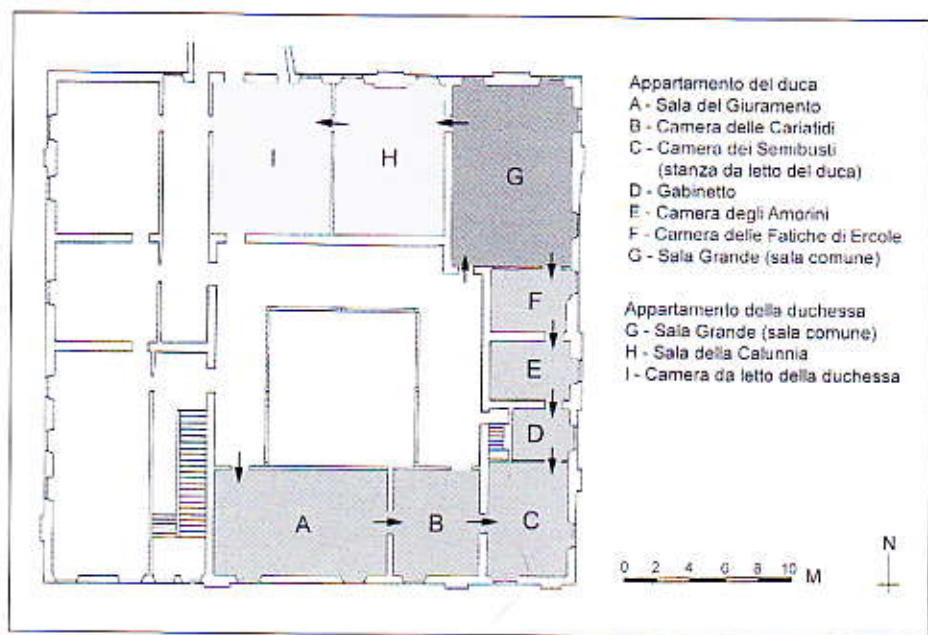 Appartamento del duca
A - Sala del Giuramento
B - Camera delle Cariatidi
C - Camera dei Semibusti
(stanza da letto del duca)
D - Gabinetto
E - Camera degli Amorini
F - Camera delle Fatiche di Ercole
G - Sala Grande (sala comune)
Appartamento della duchessa
G - Sala Grande (sala comune)
H - Sala della Calunnia
I - Camera da letto della duchessa
I
H
G
F
E
D
A
B
C
0 2 4 6 8 10 M
N